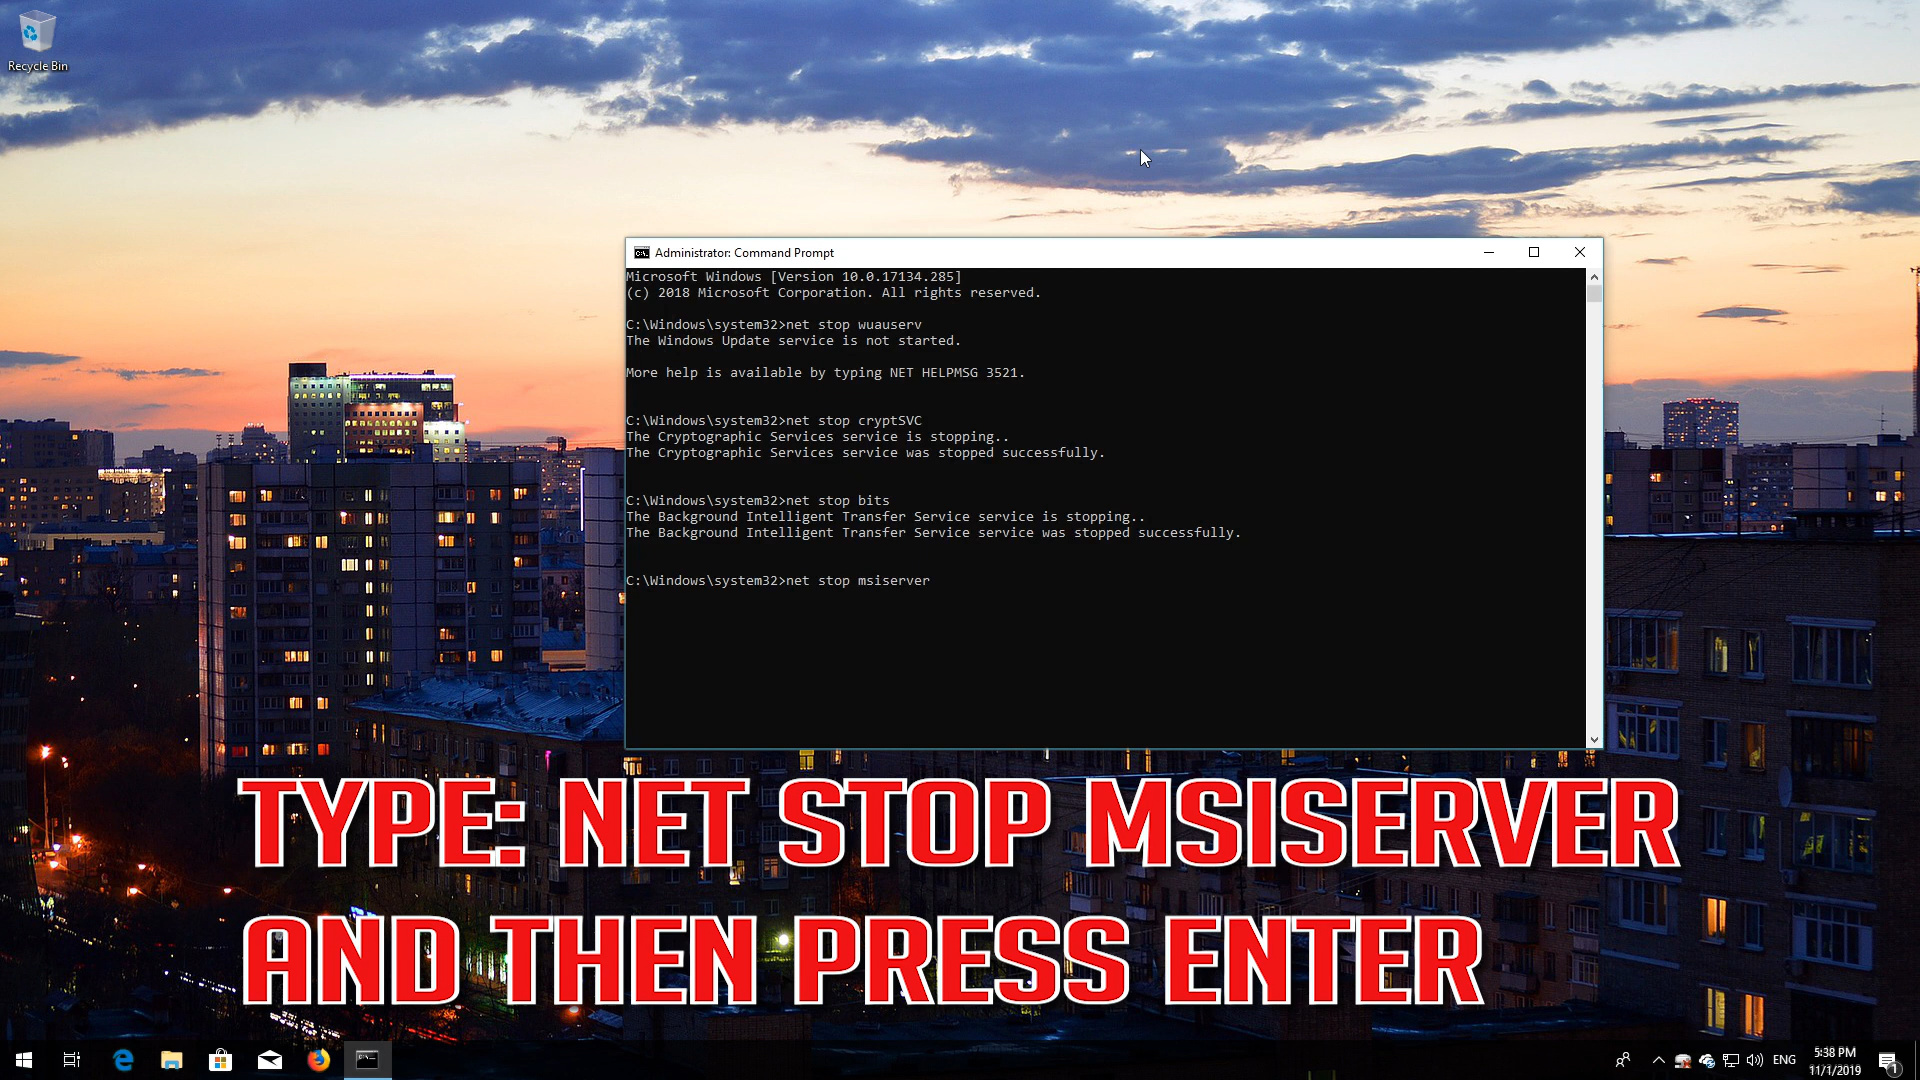 Recycle Bin
Administrator: Command Prompt
Microsoft Windows [Version 10.0.17134.285]
(c) 2018 Microsoft Corporation. All rights reserved.
C:\Windows\system32>net stop wuauserv
The Windows Update service is not started.
More help is available by typing NET HELPMSG 3521.
C:\Windows\system32>net stop cryptSVC
The Cryptographic Services service is stopping..
The Cryptographic Services service was stopped successfully.
C:\Windows\system32>net stop bits
The Background Intelligent Transfer Service service is stopping..
The Background Intelligent Transfer Service service was stopped successfully.
C:\Windows\system32>net stop msiserver
TYPE: NET STOP MSISERVER
AND THEN PRESS ENTER
ENG
5:38 PM
11/1/2019
1